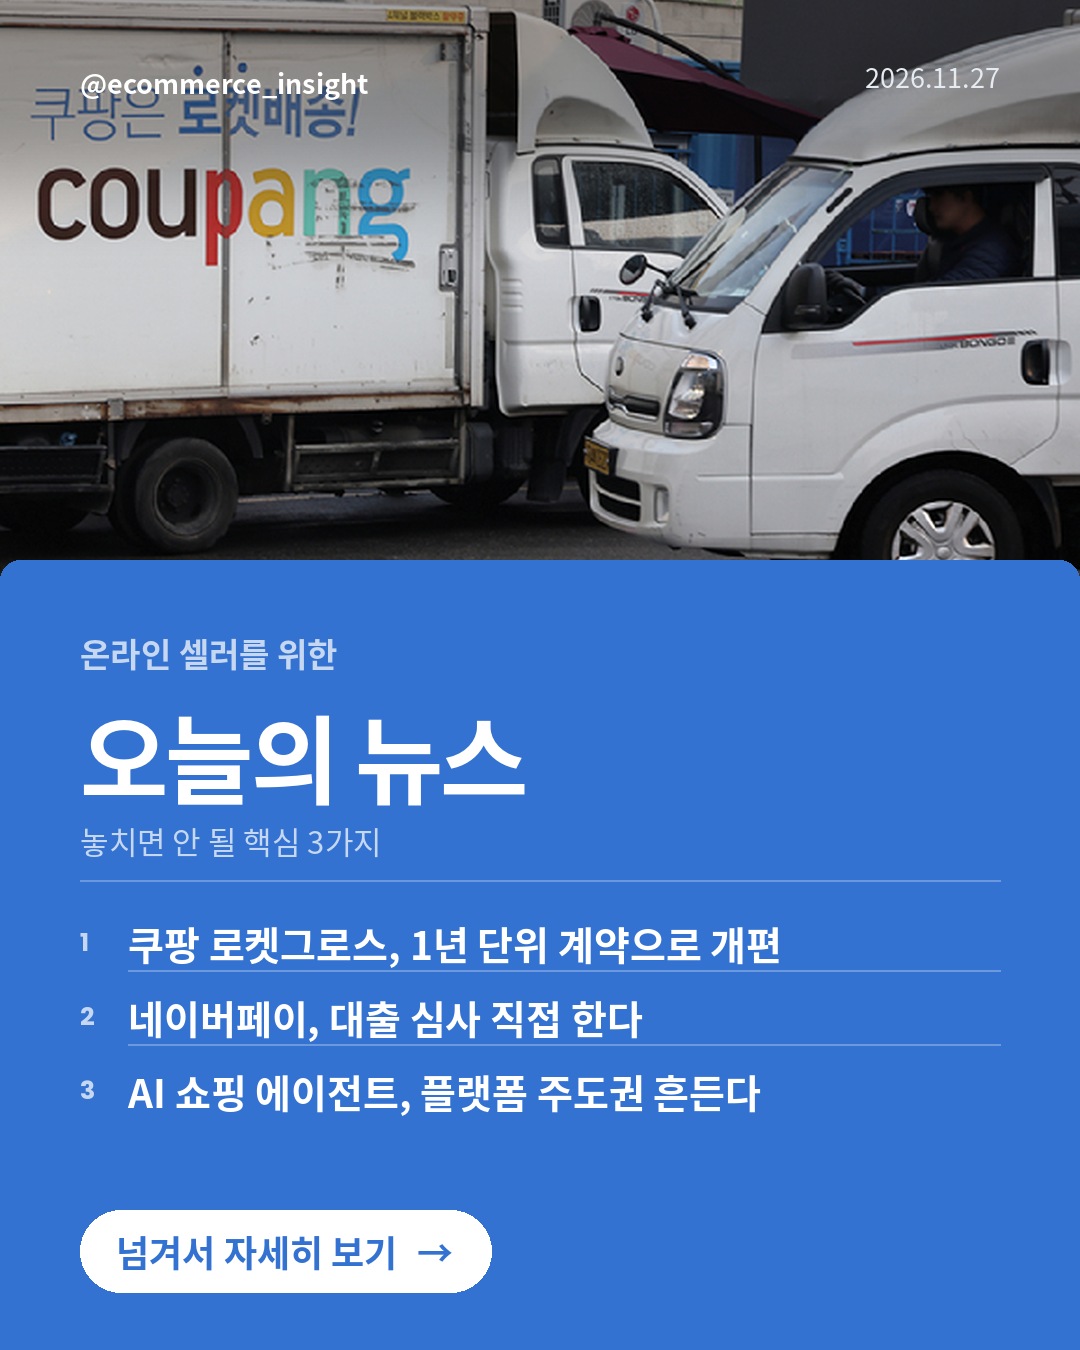 @ecommerce_insight
2026.11.27
쿠팡은 로켓배송!
coupang
BONGO III
온라인 셀러를 위한
오늘의 뉴스
놓치면 안 될 핵심 3가지
1 쿠팡 로켓그로스, 1년 단위 계약으로 개편
2 네이버페이, 대출 심사 직접 한다
3 AI 쇼핑 에이전트, 플랫폼 주도권 흔든다
넘겨서 자세히 보기 →